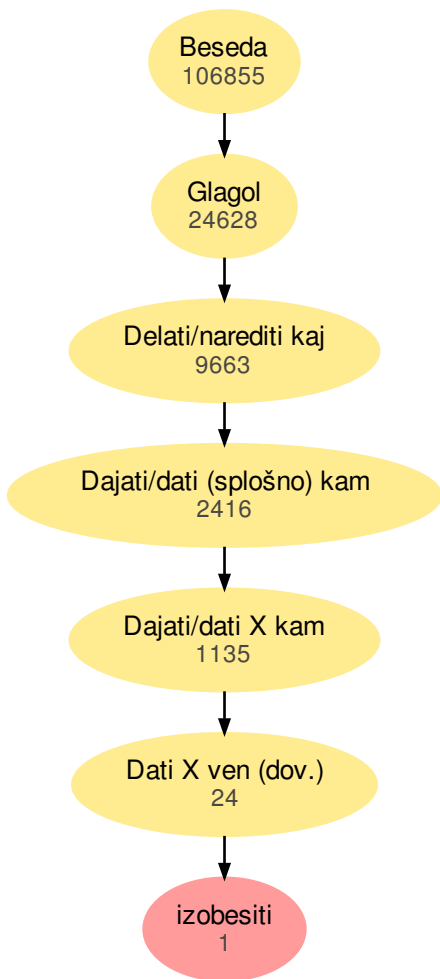 Beseda
106855
Glagol
24628
Delati/narediti kaj
9663
Dajati/dati (splošno) kam
2416
Dajati/dati X kam
1135
Dati X ven (dov.)
24
izobesiti
1